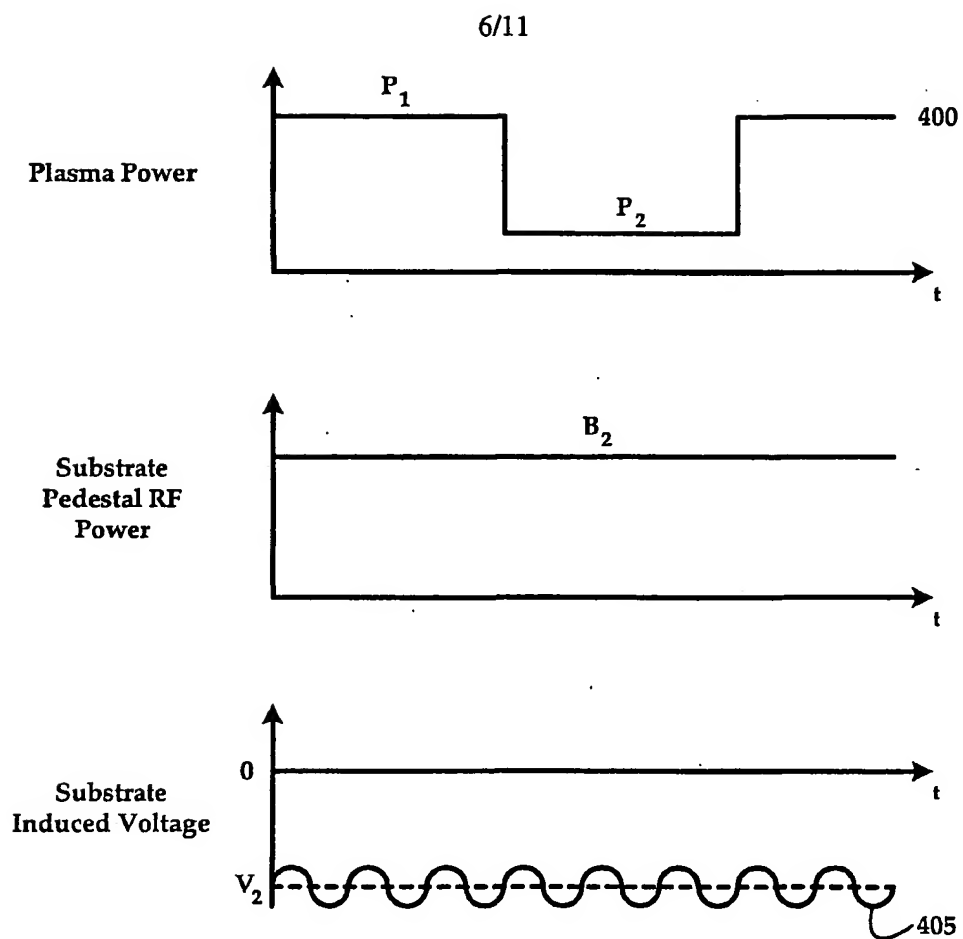 6/11
P1
400
Plasma Power
P2
t
B2
Substrate
Pedestal RF
Power
t
0
t
Substrate
Induced Voltage
V2
405